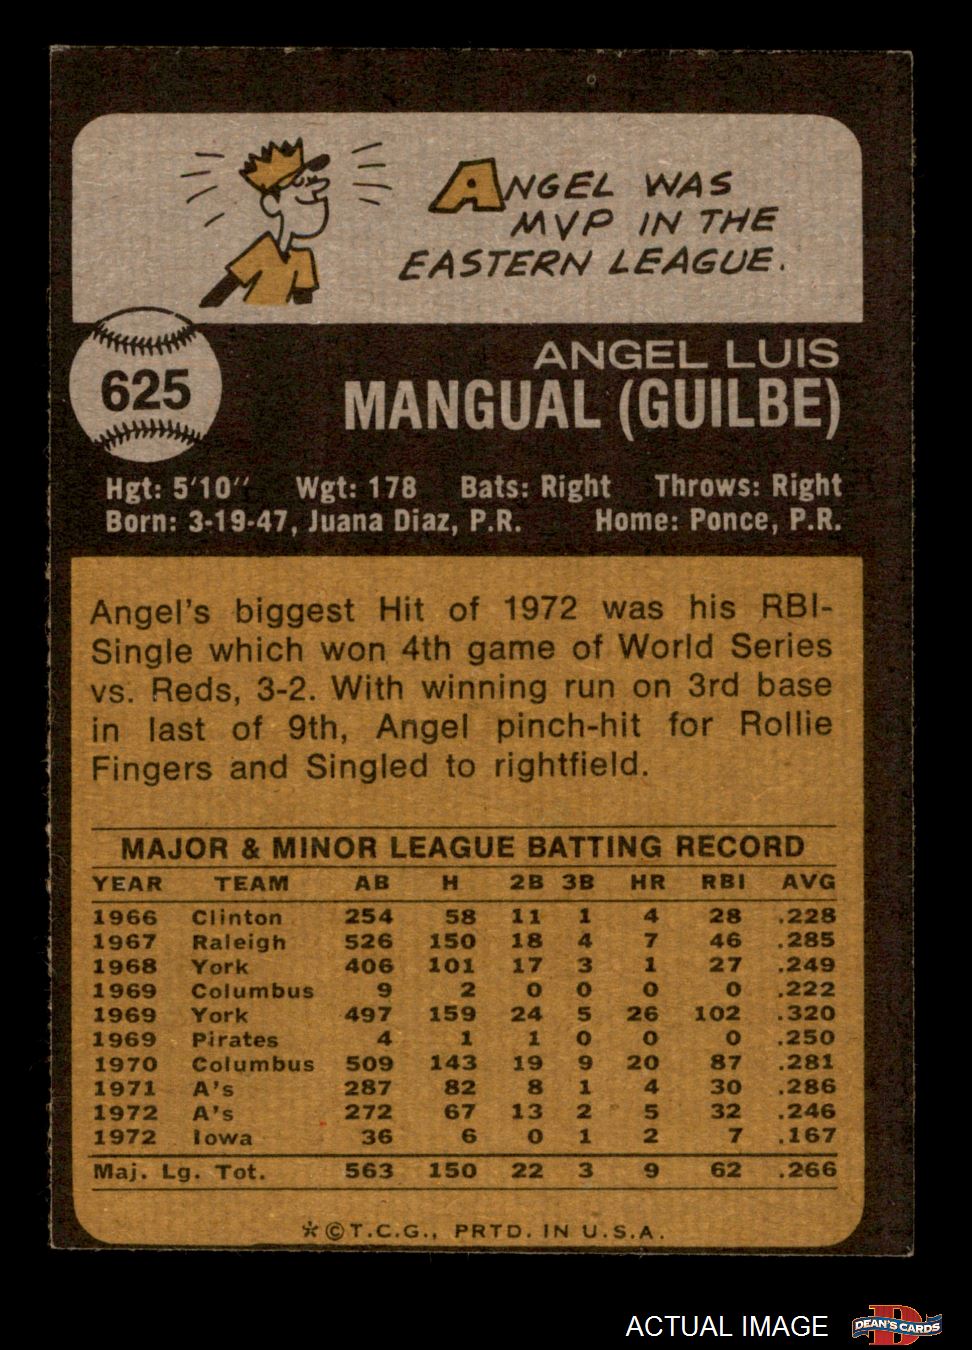 ANGEL WAS
MVP IN THE
EASTERN LEAGUE.
625
ANGEL LUIS
MANGUAL (GUILBE)
Hgt: 5'10" Wgt: 178 Bats: Right Throws: Right
Born: 3-19-47, Juana Diaz, P.R. Home: Ponce, P.R.
Angel's biggest Hit of 1972 was his RBI-
Single which won 4th game of World Series
vs. Reds, 3-2. With winning run on 3rd base
in last of 9th, Angel pinch-hit for Rollie
Fingers and Singled to rightfield.
MAJOR & MINOR LEAGUE BATTING RECORD
YEAR TEAM AB H 2B 3B HR RBI AVG
1966 Clinton 254 58 11 1 4 28 .228
1967 Raleigh 526 150 18 4 7 46 .285
1968 York 406 101 17 3 1 27 .249
1969 Columbus 9 2 0 0 0 0 .222
1969 York 497 159 24 5 26 102 .320
1969 Pirates 4 1 1 0 0 0 .250
1970 Columbus 509 143 19 9 20 87 .281
1971 A's 287 82 8 1 4 30 .286
1972 A's 272 67 13 2 5 32 .246
1972 Iowa 36 6 0 1 2 7 .167
Maj. Lg. Tot. 563 150 22 3 9 62 .266
*©T.C.G., PRTD. IN U.S.A.
ACTUAL IMAGE
D
DEAN'S CARDS